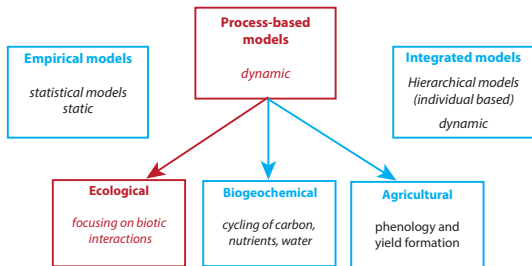 Process-based
models
dynamic
Empirical models
statistical models
static
Integrated models
Hierarchical models
(individual based)
dynamic
Ecological
focusing on biotic
interactions
Biogeochemical
cycling of carbon,
nutrients, water
Agricultural
phenology and
yield formation